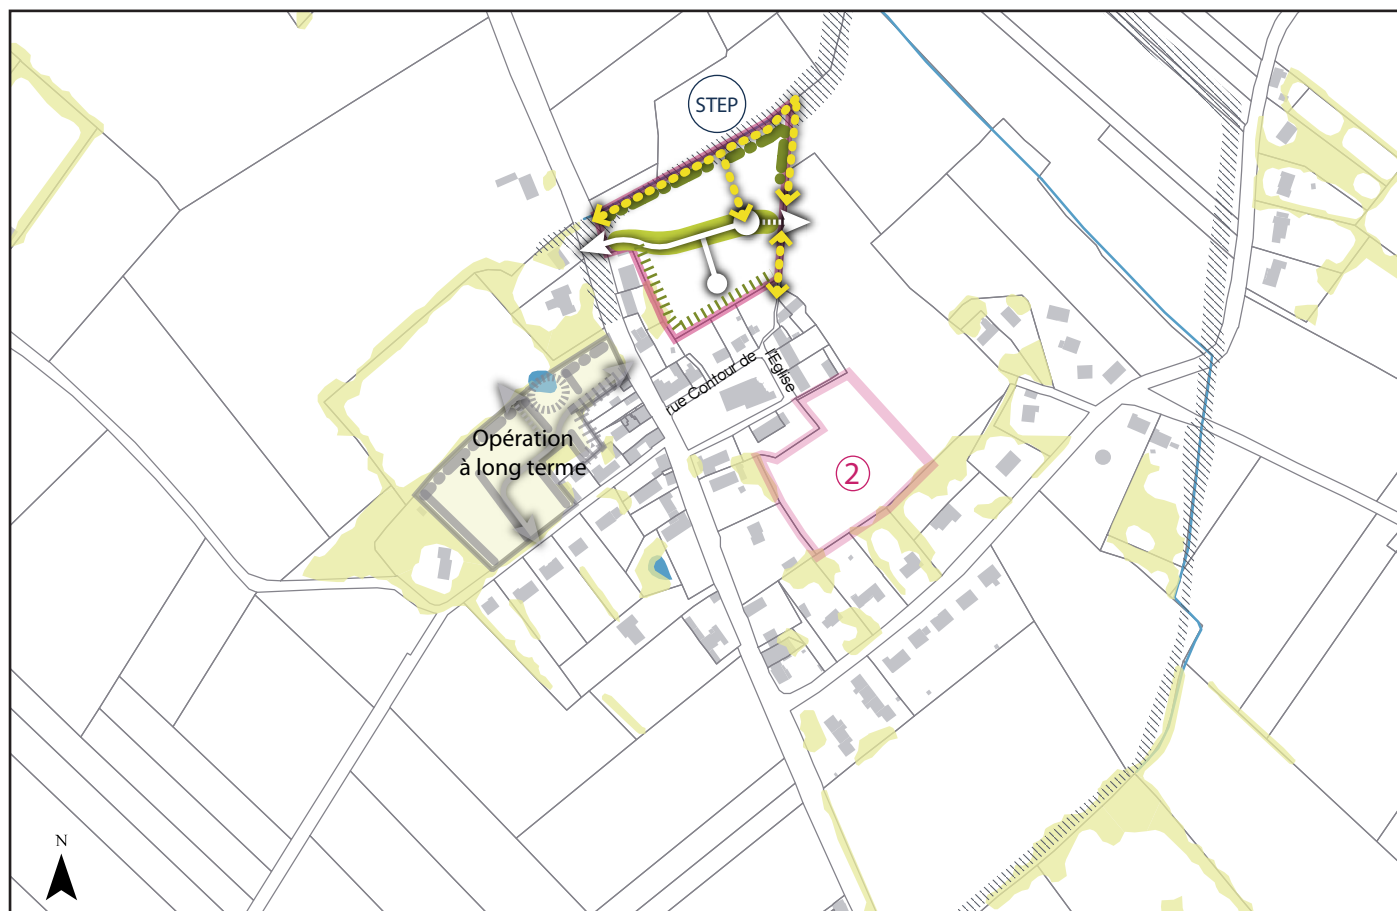 STEP
rue Contour de
l'Eglise
Opération
à long terme
2
N